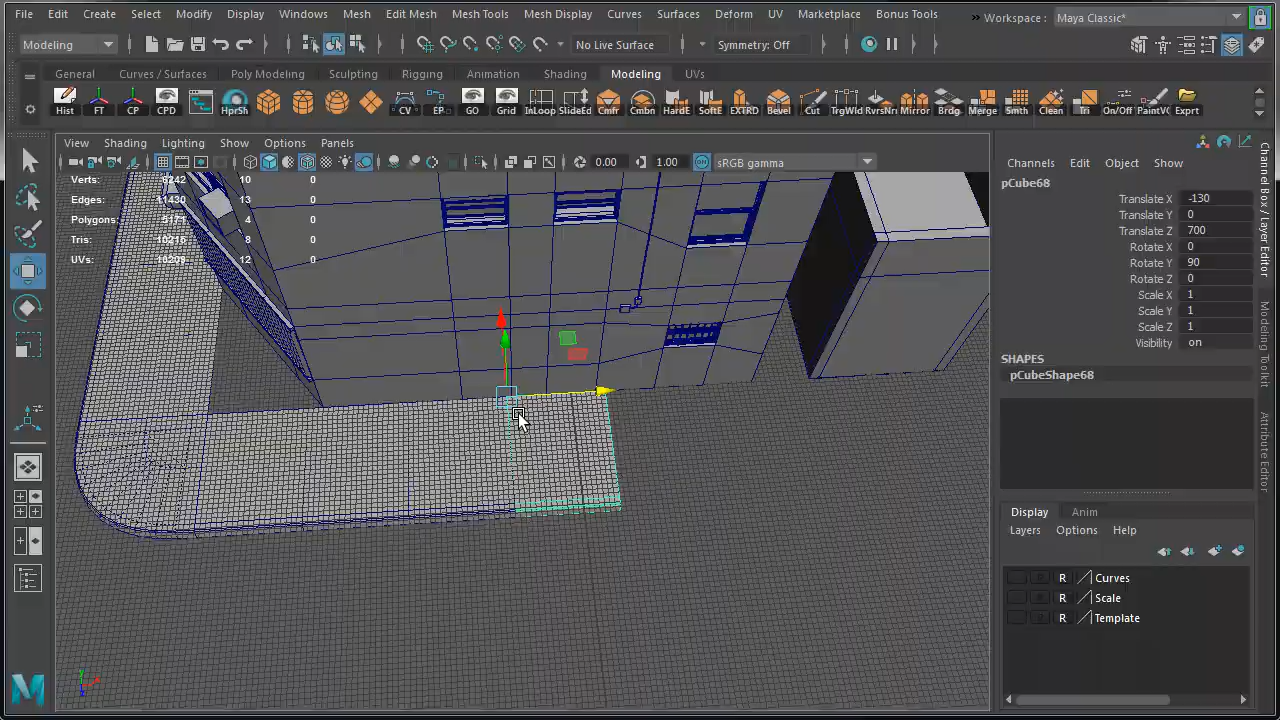 File Edit Create Select Modify Display Windows Mesh Edit Mesh Mesh Tools Mesh Display Curves Surfaces Deform UV Marketplace Bonus Tools » Workspace : Maya Classic*
Modeling No Live Surface Symmetry: Off
General Curves / Surfaces Poly Modeling Sculpting Rigging Animation Shading Modeling UVs
Hist FT CP CPD HprSh CV EP GO Grid InLoop SlideEd Cmfr Cmbn HardE SoftE EXTRD Bevel Cut TrgWld RvrsNrr Mirror Brdg Merge Smth Clean Tri On/Off PaintVC Exprt
View Shading Lighting Show Renderer Panels
0.00 1.00 sRGB gamma
Verts: 10 0
Edges: 11430 13 0
Polygons: 4 0
Tris: 10216 8 0
UVs: 12 0
Channels Edit Object Show
pCube68
Translate X -130
Translate Y 0
Translate Z 700
Rotate X 0
Rotate Y 90
Rotate Z 0
Scale X 1
Scale Y 1
Scale Z 1
Visibility on
SHAPES
pCubeShape68
Display Anim
Layers Options Help
R Curves
R Scale
R Template
Channel Box / Layer Editor
Modeling Toolkit
Attribute Editor